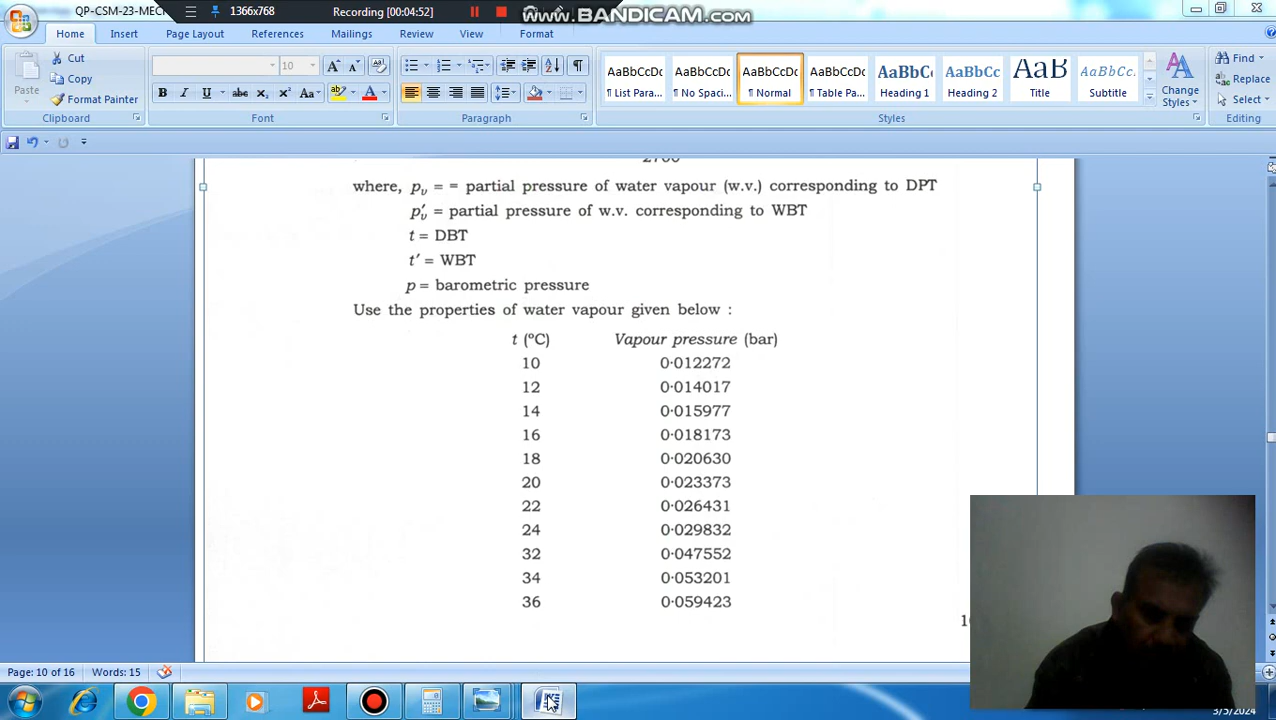 QP-CSM-23-MECH
1366x768
Recording [00:04:52]
www.BANDICAM.com
Home
Insert
Page Layout
References
Mailings
Review
View
Format
Paste
Cut
Copy
Format Painter
Clipboard
10
Font
Paragraph
AaBbCcDc
¶ List Para...
AaBbCcDc
¶ No Spaci...
AaBbCcDc
¶ Normal
AaBbCcDc
¶ Table Pa...
AaBbC
Heading 1
AaBbCc
Heading 2
AaB
Title
AaBbCc.
Subtitle
Change
Styles
Styles
Find
Replace
Select
Editing
2700
where, pᵥ = = partial pressure of water vapour (w.v.) corresponding to DPT
p′ᵥ = partial pressure of w.v. corresponding to WBT
t = DBT
t′ = WBT
p = barometric pressure
Use the properties of water vapour given below :
t (°C) Vapour pressure (bar)
10 0·012272
12 0·014017
14 0·015977
16 0·018173
18 0·020630
20 0·023373
22 0·026431
24 0·029832
32 0·047552
34 0·053201
36 0·059423
Page: 10 of 16
Words: 15
3/5/2024